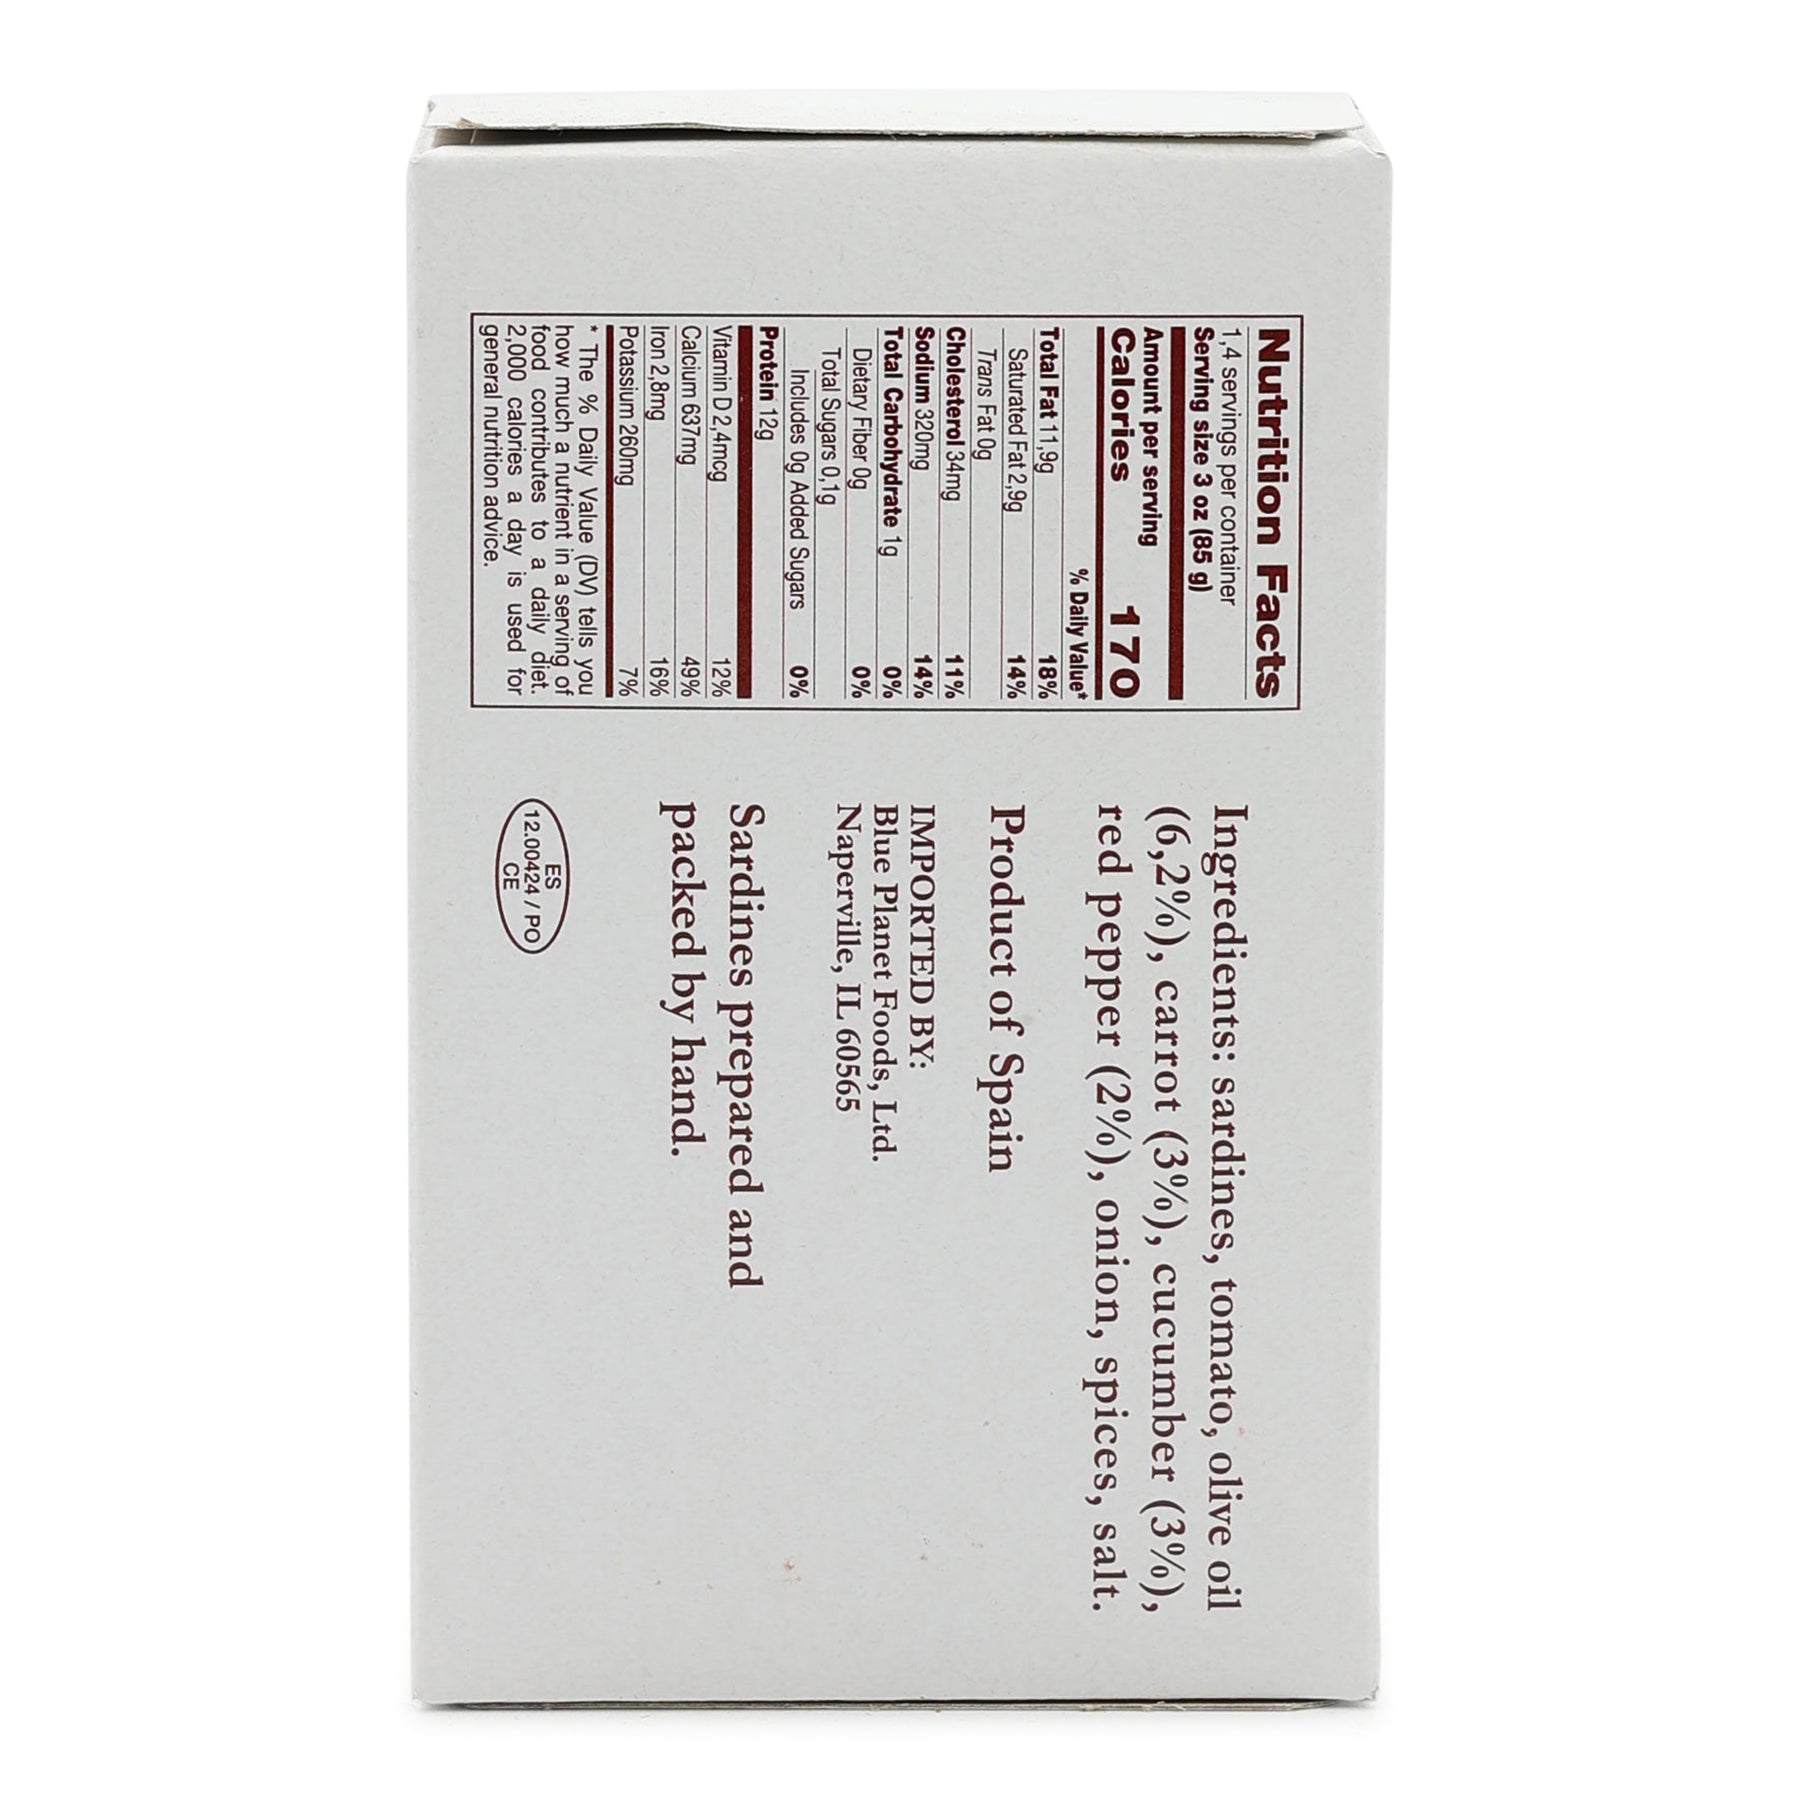 Nutrition Facts
1,4 servings per container
Serving size 3 oz (85 g)
Amount per serving
Calories 170
% Daily Value*
Total Fat 11,9g 18%
Saturated Fat 2,9g 14%
Trans Fat 0g
Cholesterol 34mg 11%
Sodium 320mg 14%
Total Carbohydrate 1g 0%
Dietary Fiber 0g 0%
Total Sugars 0,1g
Includes 0g Added Sugars 0%
Protein 12g
Vitamin D 2,4mcg 12%
Calcium 637mg 49%
Iron 2,8mg 16%
Potassium 260mg 7%
* The % Daily Value (DV) tells you
how much a nutrient in a serving of
food contributes to a daily diet.
2,000 calories a day is used for
general nutrition advice.
Ingredients: sardines, tomato, olive oil
(6,2%), carrot (3%), cucumber (3%),
red pepper (2%), onion, spices, salt.
Product of Spain
IMPORTED BY:
Blue Planet Foods, Ltd.
Naperville, IL 60565
Sardines prepared and
packed by hand.
ES
12.00424 / PO
CE